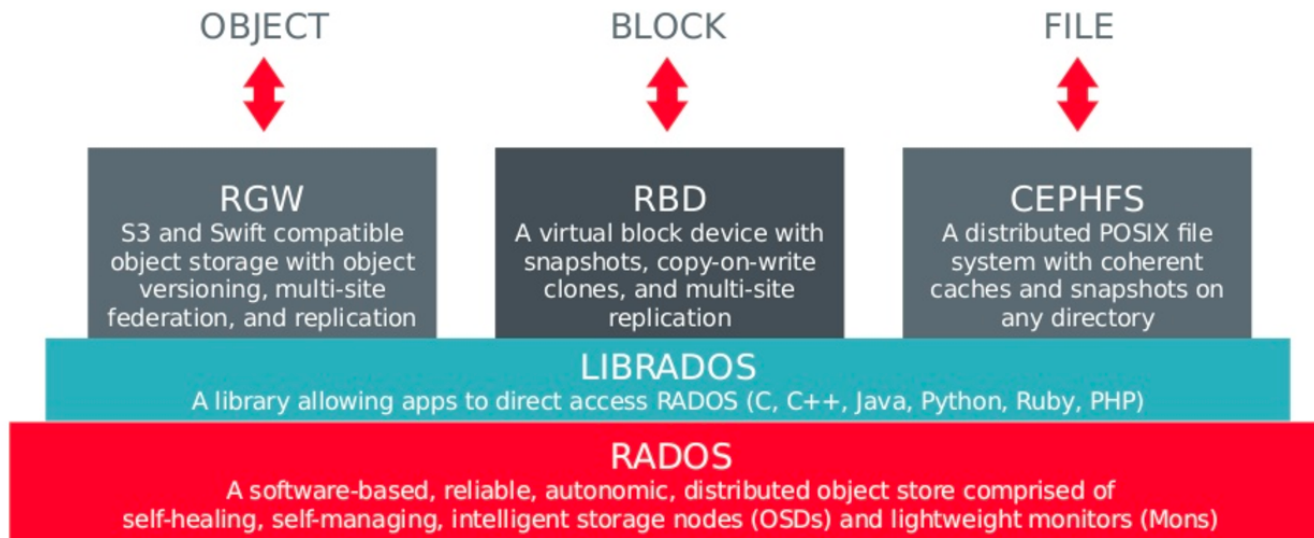 OBJECT
BLOCK
FILE
RGW
S3 and Swift compatible
object storage with object
versioning, multi-site
federation, and replication
RBD
A virtual block device with
snapshots, copy-on-write
clones, and multi-site
replication
CEPHFS
A distributed POSIX file
system with coherent
caches and snapshots on
any directory
LIBRADOS
A library allowing apps to direct access RADOS (C, C++, Java, Python, Ruby, PHP)
RADOS
A software-based, reliable, autonomic, distributed object store comprised of
self-healing, self-managing, intelligent storage nodes (OSDs) and lightweight monitors (Mons)